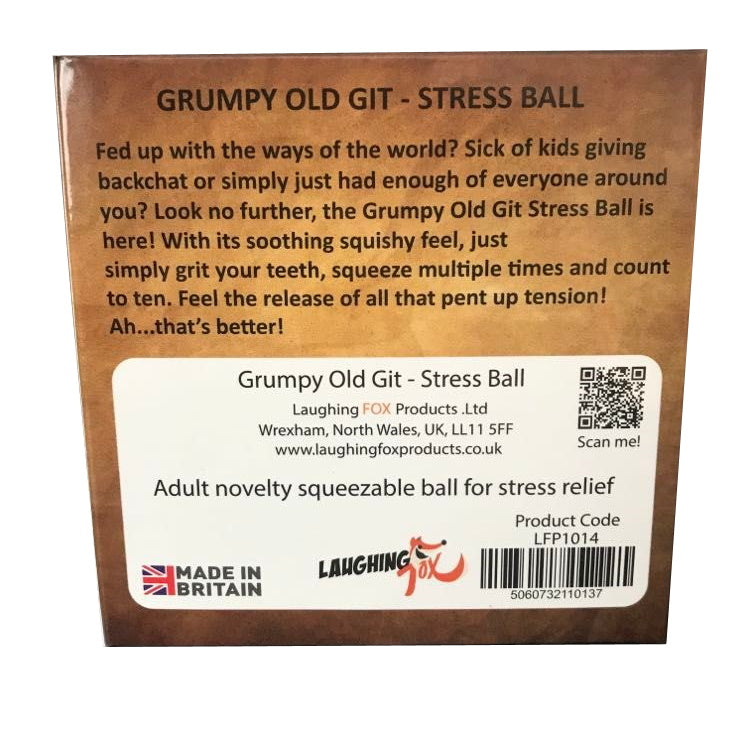 GRUMPY OLD GIT - STRESS BALL
Fed up with the ways of the world? Sick of kids giving
backchat or simply just had enough of everyone around
you? Look no further, the Grumpy Old Git Stress Ball is
here! With its soothing squishy feel, just
simply grit your teeth, squeeze multiple times and count
to ten. Feel the release of all that pent up tension!
Ah...that's better!
Grumpy Old Git - Stress Ball
Laughing FOX Products .Ltd
Wrexham, North Wales, UK, LL11 5FF
www.laughingfoxproducts.co.uk
Scan me!
Adult novelty squeezable ball for stress relief
Product Code
LFP1014
MADE IN
BRITAIN
LAUGHING
FOX
5060732110137